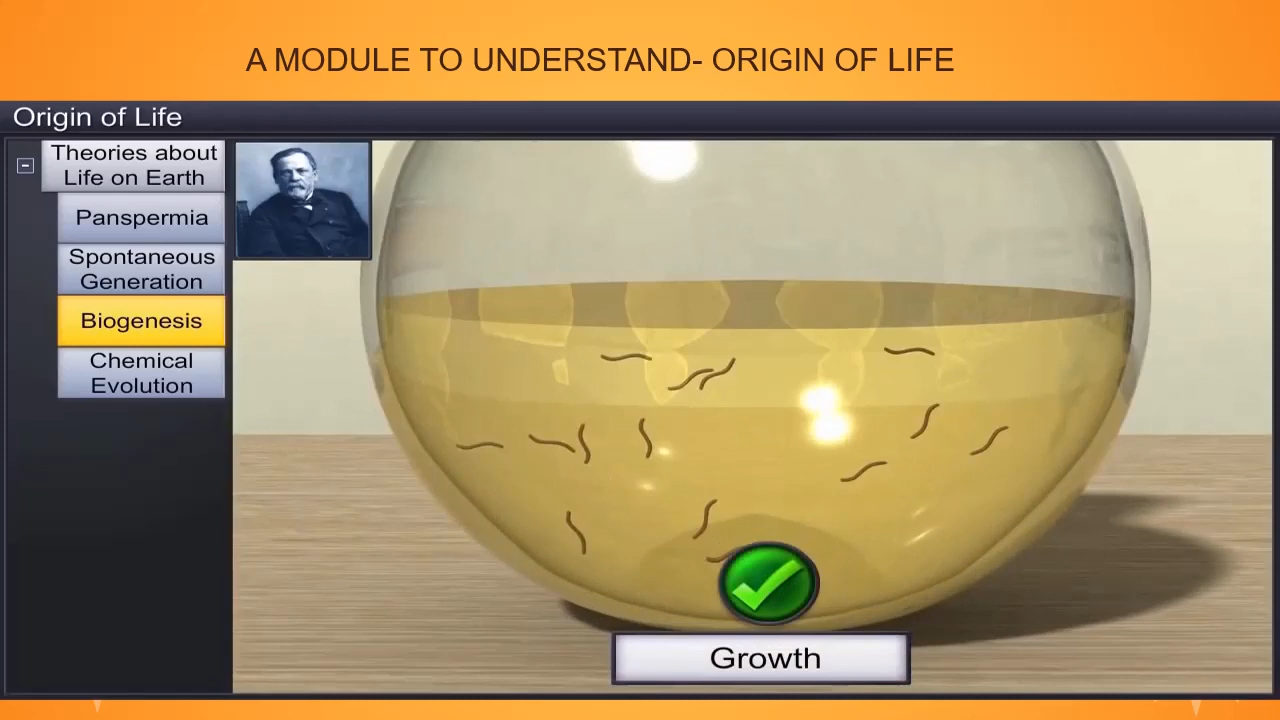 A MODULE TO UNDERSTAND- ORIGIN OF LIFE
Origin of Life
Theories about
Life on Earth
Panspermia
Spontaneous
Generation
Biogenesis
Chemical
Evolution
Growth